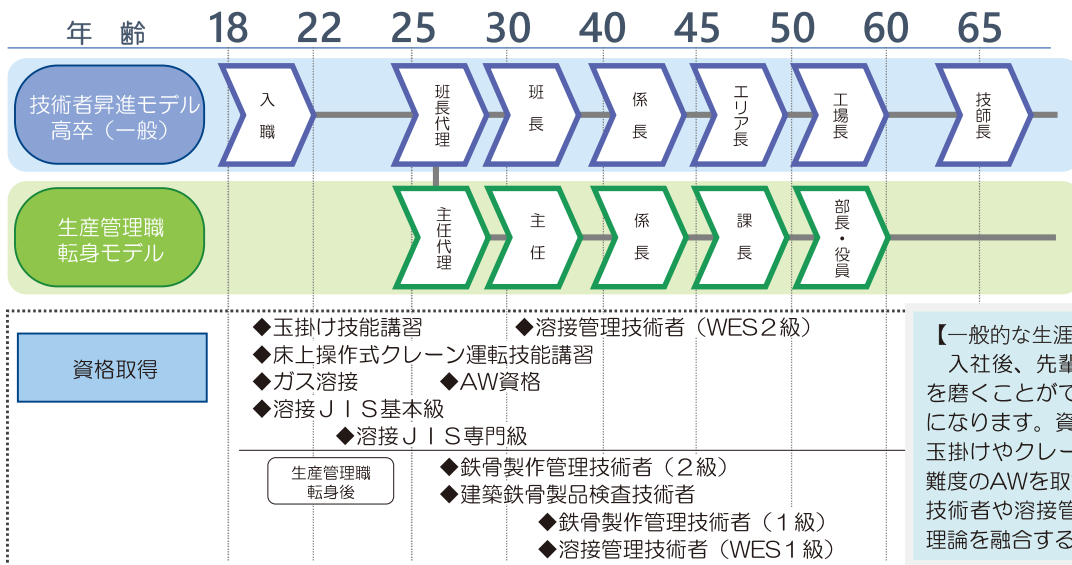 年 齢 18 22 25 30 40 45 50 60 65
技術者昇進モデル
高卒（一般）
入職
班長代理
班長
係長
エリア長
工場長
技師長
生産管理職
転身モデル
主任代理
主任
係長
課長
部長・役員
資格取得
◆玉掛け技能講習
◆溶接管理技術者（WES２級）
◆床上操作式クレーン運転技能講習
◆ガス溶接
◆AW資格
◆溶接ＪＩＳ基本級
◆溶接ＪＩＳ専門級
生産管理職
転身後
◆鉄骨製作管理技術者（２級）
◆建築鉄骨製品検査技術者
◆鉄骨製作管理技術者（１級）
◆溶接管理技術者（WES１級）
【一般的な生涯
入社後、先輩
を磨くことがで
になります。資
玉掛けやクレー
難度のAWを取
技術者や溶接管
理論を融合する